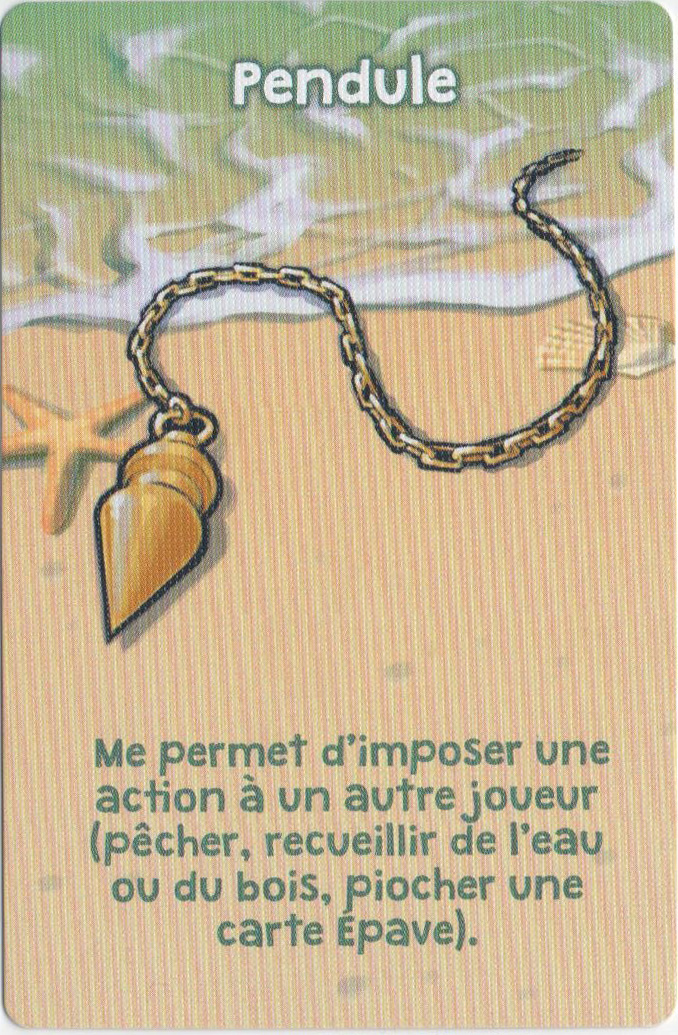 Pendule
Me permet d'imposer une
action à un autre joueur
(pêcher, recueillir de l'eau
ou du bois, piocher une
carte Épave).